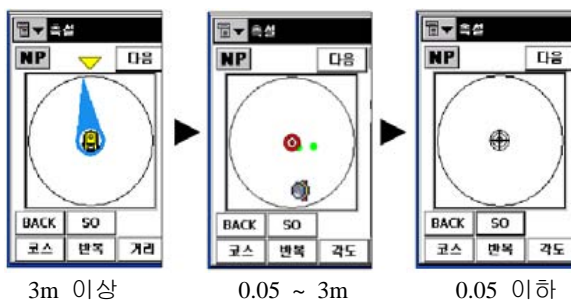 측설
NP 다음
BACK SO
코스 반복 거리
3m 이상
측설
NP 다음
BACK SO
코스 반복 각도
0.05 ~ 3m
측설
NP 다음
BACK SO
코스 반복 각도
0.05 이하